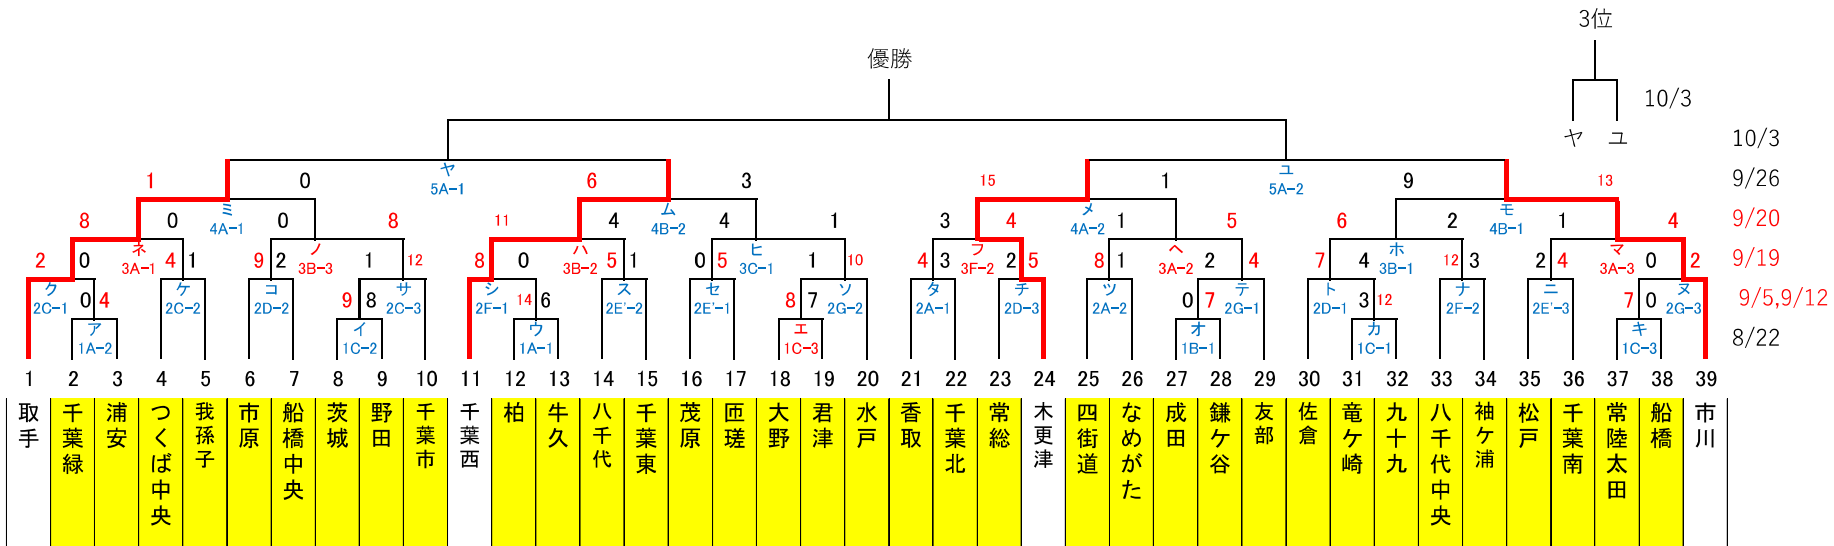 3位
優勝
10/3
ヤ ユ 10/3
ヤ ユ
1 0 6 3 15 1 9 13 9/26
5A-1 5A-2
ミ ム メ モ
8 0 0 8 11 4 4 1 3 4 1 5 6 2 1 4 9/20
4A-1 4B-2 4A-2 4B-1
ネ ノ ハ ヒ フ ヘ ホ マ
2 0 4 1 9 2 1 12 8 0 5 1 0 5 1 10 4 3 2 5 8 1 2 4 7 4 12 3 2 4 0 2 9/19
3A-1 3B-3 3B-2 3C-1 3F-2 3A-2 3B-1 3A-3
ク ケ コ サ シ ス セ ソ タ チ ツ テ ト ナ ニ ヌ
0 4 9 8 14 6 8 7 0 7 3 12 7 0 9/5,9/12
2C-1 2C-2 2D-2 2C-3 2F-1 2E'-2 2E'-1 2G-2 2A-1 2D-3 2A-2 2G-1 2D-1 2F-2 2E'-3 2G-3
ア イ ウ エ オ カ キ 8/22
1A-2 1C-2 1A-1 1C-3 1B-1 1C-1 1C-3
1 2 3 4 5 6 7 8 9 10 11 12 13 14 15 16 17 18 19 20 21 22 23 24 25 26 27 28 29 30 31 32 33 34 35 36 37 38 39
取手
千葉緑
浦安
つくば中央
我孫子
市原
船橋中央
茨城
野田
千葉市
千葉西
柏
牛久
八千代
千葉東
茂原
匝瑳
大野
君津
水戸
香取
千葉北
常総
木更津
四街道
なめがた
成田
鎌ケ谷
友部
佐倉
竜ケ崎
九十九
八千代中央
袖ケ浦
松戸
千葉南
常陸太田
船橋
市川